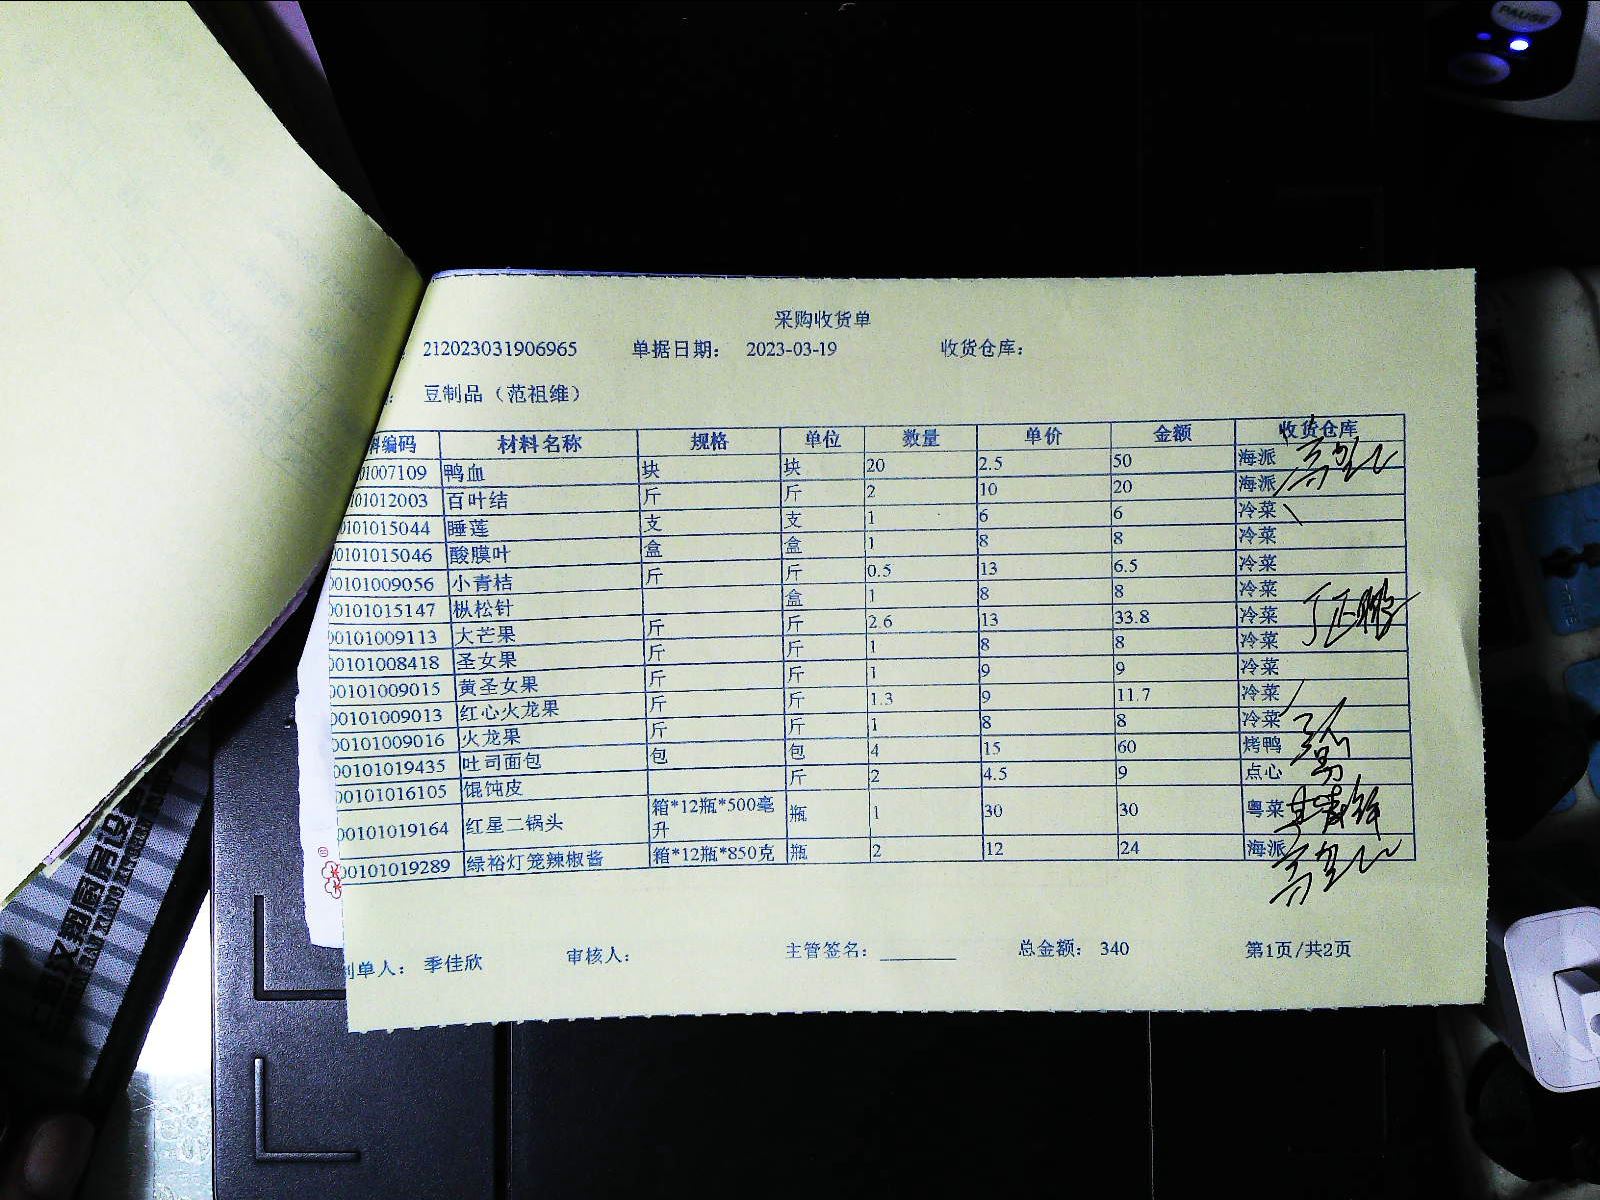 PAUSE
采购收货单
212023031906965 单据日期： 2023-03-19 收货仓库：
豆制品（范祖维）
编码 材料名称 规格 单位 数量 单价 金额 收货仓库
01007109 鸭血 块 块 20 2.5 50 海派
101012003 百叶结 斤 斤 2 10 20 海派
0101015044 睡莲 支 支 1 6 6 冷菜
00101015046 酸膜叶 盒 盒 1 8 8 冷菜
00101009056 小青桔 斤 斤 0.5 13 6.5 冷菜
00101015147 枞松针 盒 1 8 8 冷菜
00101009113 大芒果 斤 斤 2.6 13 33.8 冷菜
00101008418 圣女果 斤 斤 1 8 8 冷菜
00101009015 黄圣女果 斤 斤 1 9 9 冷菜
00101009013 红心火龙果 斤 斤 1.3 9 11.7 冷菜
00101009016 火龙果 斤 斤 1 8 8 冷菜
00101019435 吐司面包 包 包 4 15 60 烤鸭
00101016105 馄饨皮 斤 2 4.5 9 点心
00101019164 红星二锅头 箱*12瓶*500毫升 瓶 1 30 30 粤菜
00101019289 绿裕灯笼辣椒酱 箱*12瓶*850克 瓶 2 12 24 海派
制单人： 季佳欣 审核人： 主管签名： 总金额： 340 第1页/共2页
汉翔厨房设备